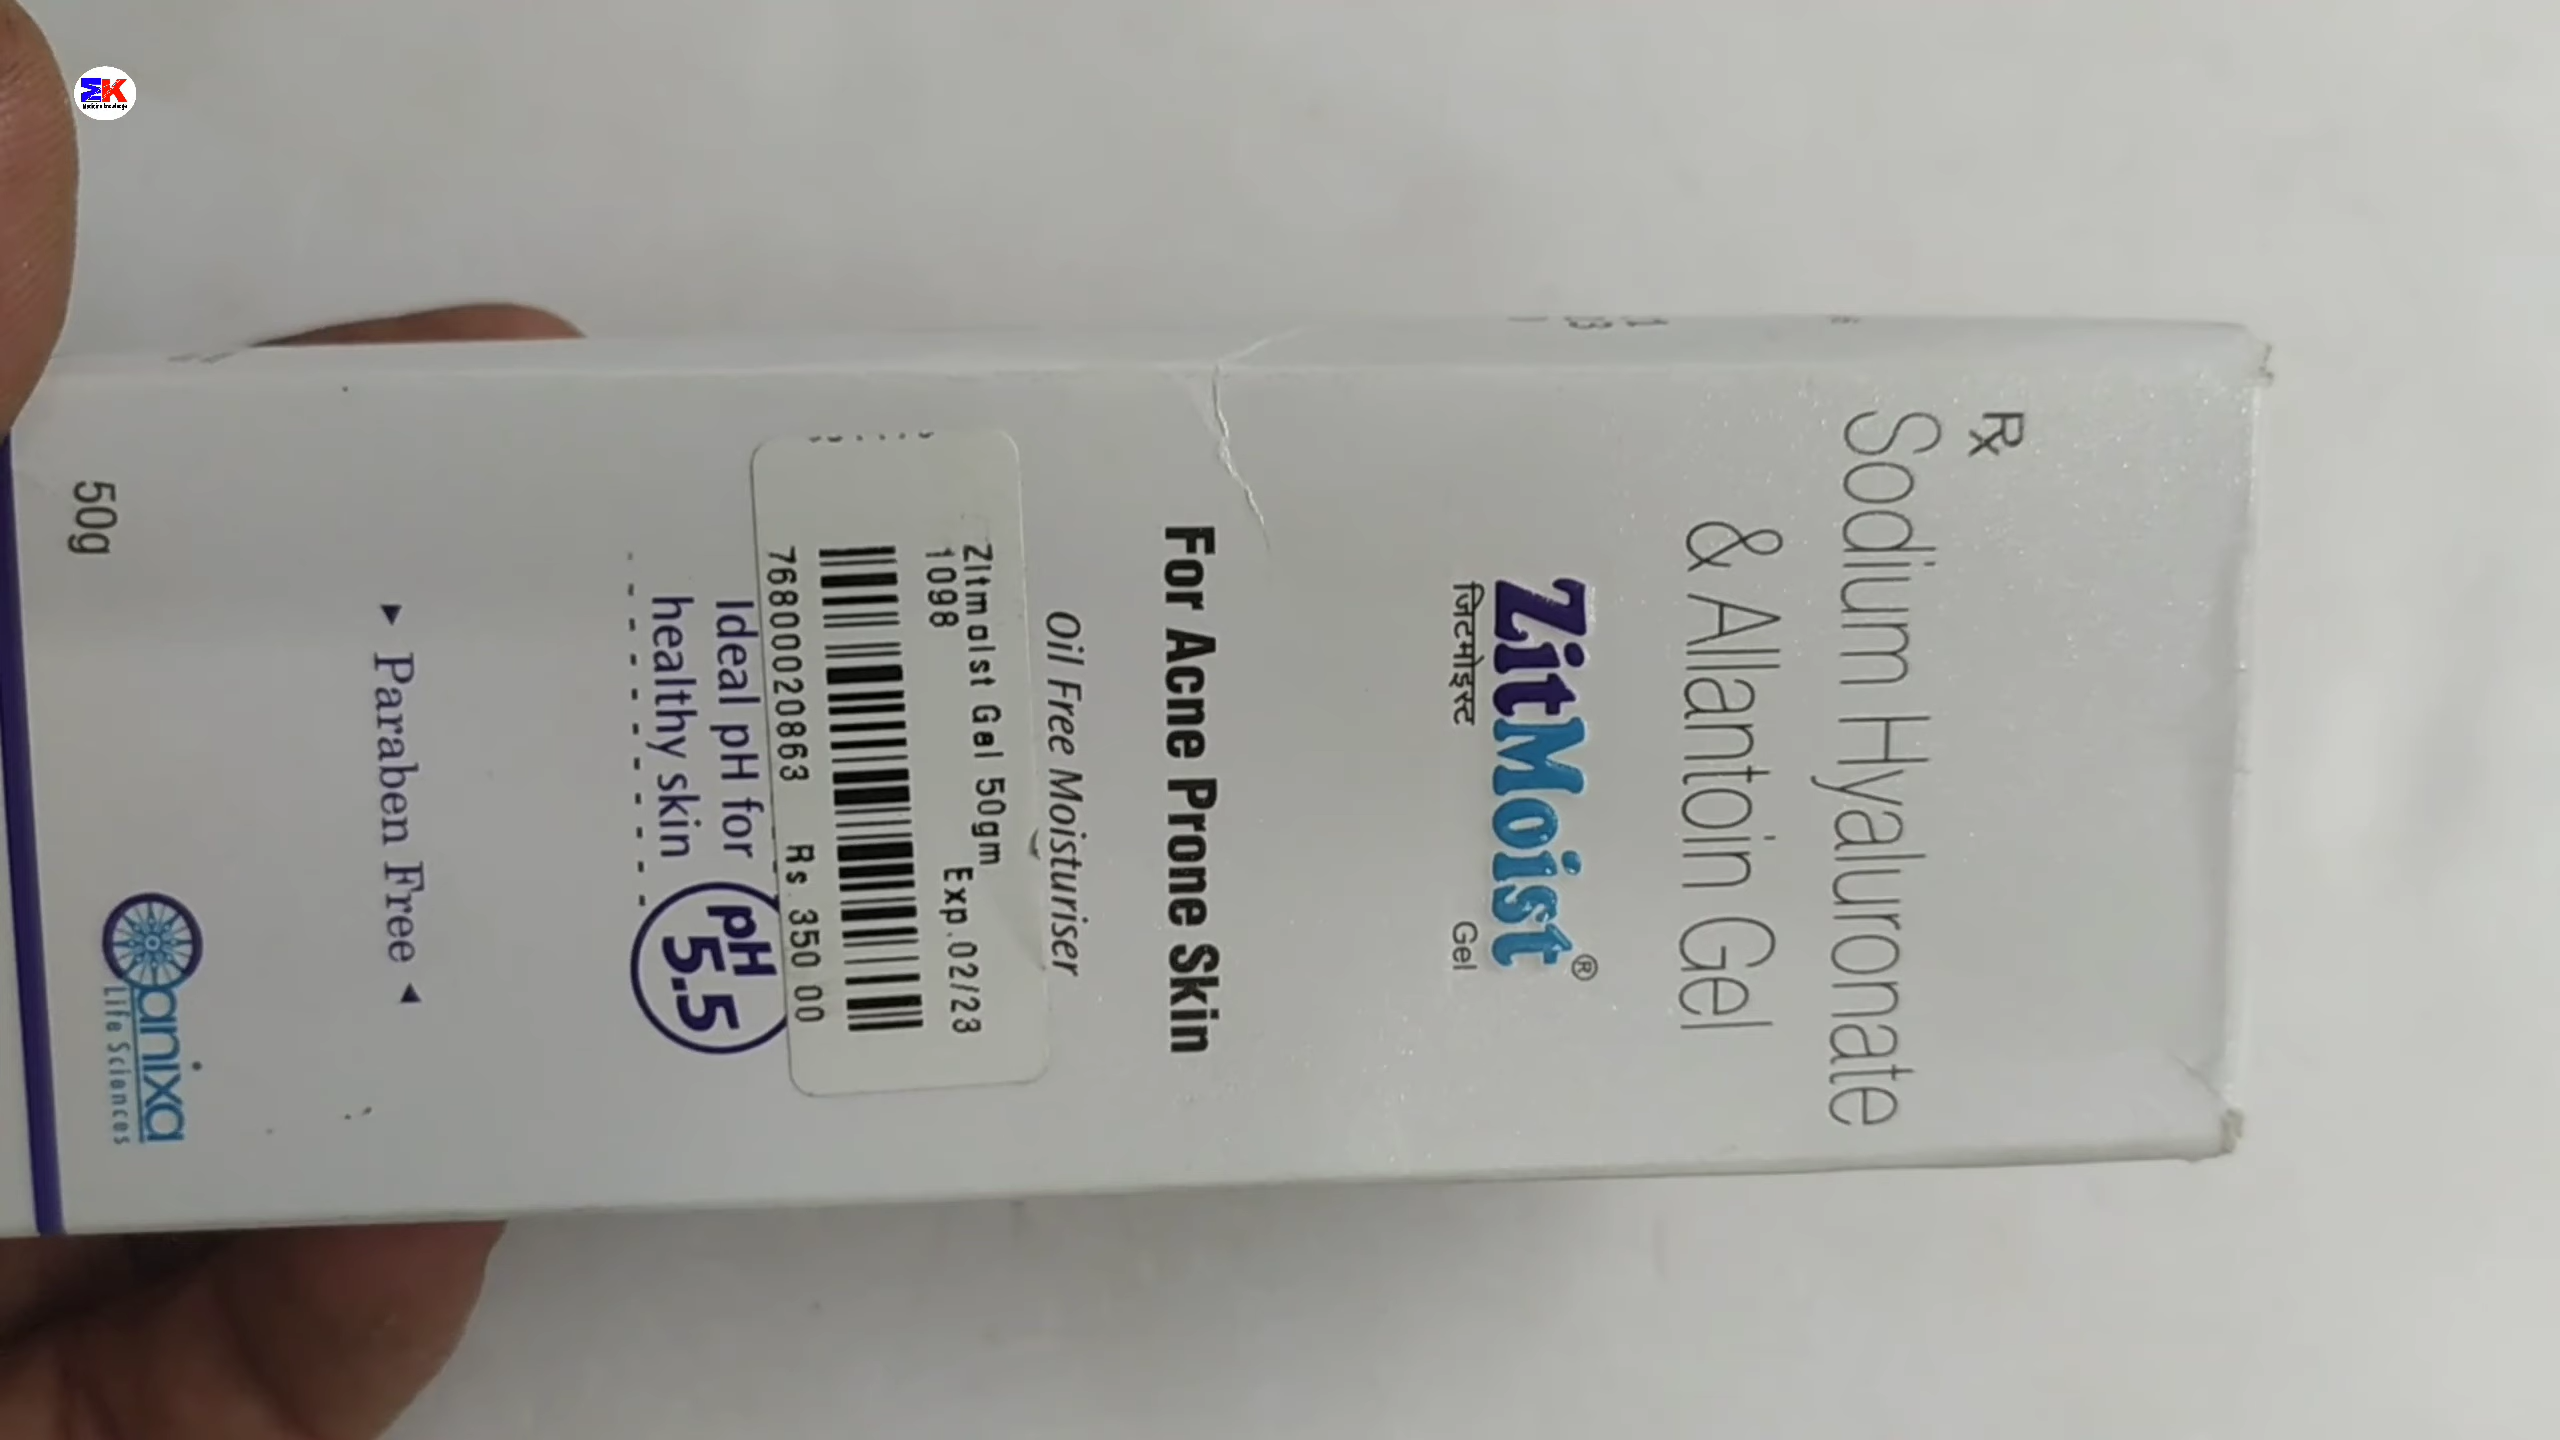 MK
Rx
Sodium Hyaluronate
& Allantoin Gel
ZitMoist®
जिटमोइस्ट Gel
For Acne Prone Skin
Oil Free Moisturiser
Zitmoist Gel 50gm
1098 Exp.02/23
76800020863 Rs.350.00
Ideal pH for
healthy skin
pH
5.5
▸ Paraben Free ◂
anixa
Life Sciences
50g